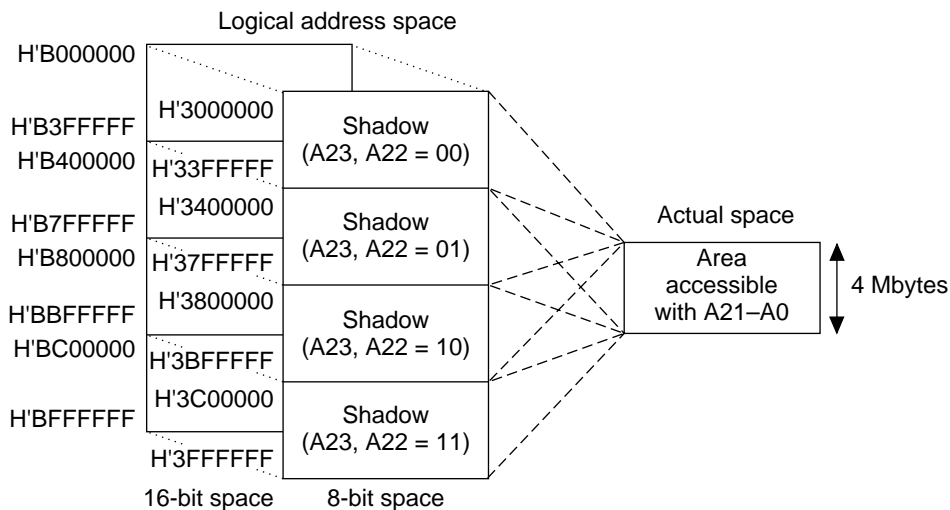 Logical address space
H'B000000
H'B3FFFFF
H'B400000
H'B7FFFFF
H'B800000
H'BBFFFFF
H'BC00000
H'BFFFFFF
H'3000000
H'33FFFFF
H'3400000
H'37FFFFF
H'3800000
H'3BFFFFF
H'3C00000
H'3FFFFFF
Shadow
(A23, A22 = 00)
Shadow
(A23, A22 = 01)
Shadow
(A23, A22 = 10)
Shadow
(A23, A22 = 11)
16-bit space
8-bit space
Actual space
Area
accessible
with A21–A0
4 Mbytes